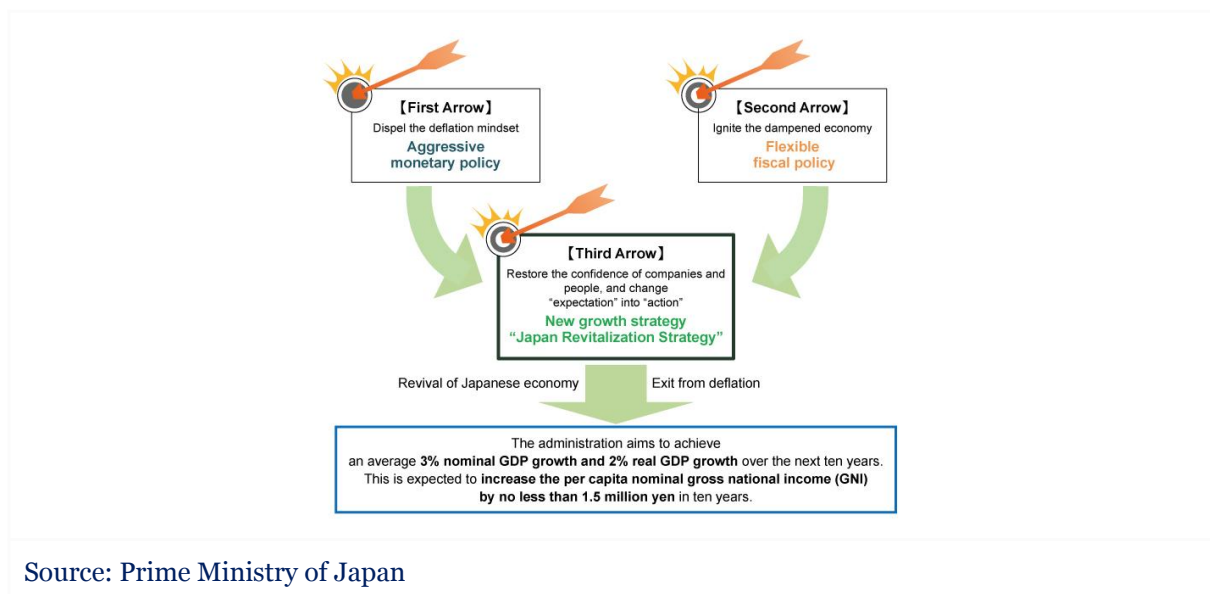 【First Arrow】
Dispel the deflation mindset
Aggressive
monetary policy
【Second Arrow】
Ignite the dampened economy
Flexible
fiscal policy
【Third Arrow】
Restore the confidence of companies and
people, and change
“expectation” into “action”
New growth strategy
“Japan Revitalization Strategy”
Revival of Japanese economy
Exit from deflation
The administration aims to achieve
an average 3% nominal GDP growth and 2% real GDP growth over the next ten years.
This is expected to increase the per capita nominal gross national income (GNI)
by no less than 1.5 million yen in ten years.
Source: Prime Ministry of Japan